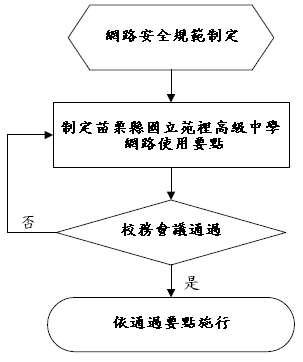 網路安全規範制定
制定苗栗縣國立苑裡高級中學
網路使用要點
校務會議通過
否
是
依通過要點施行